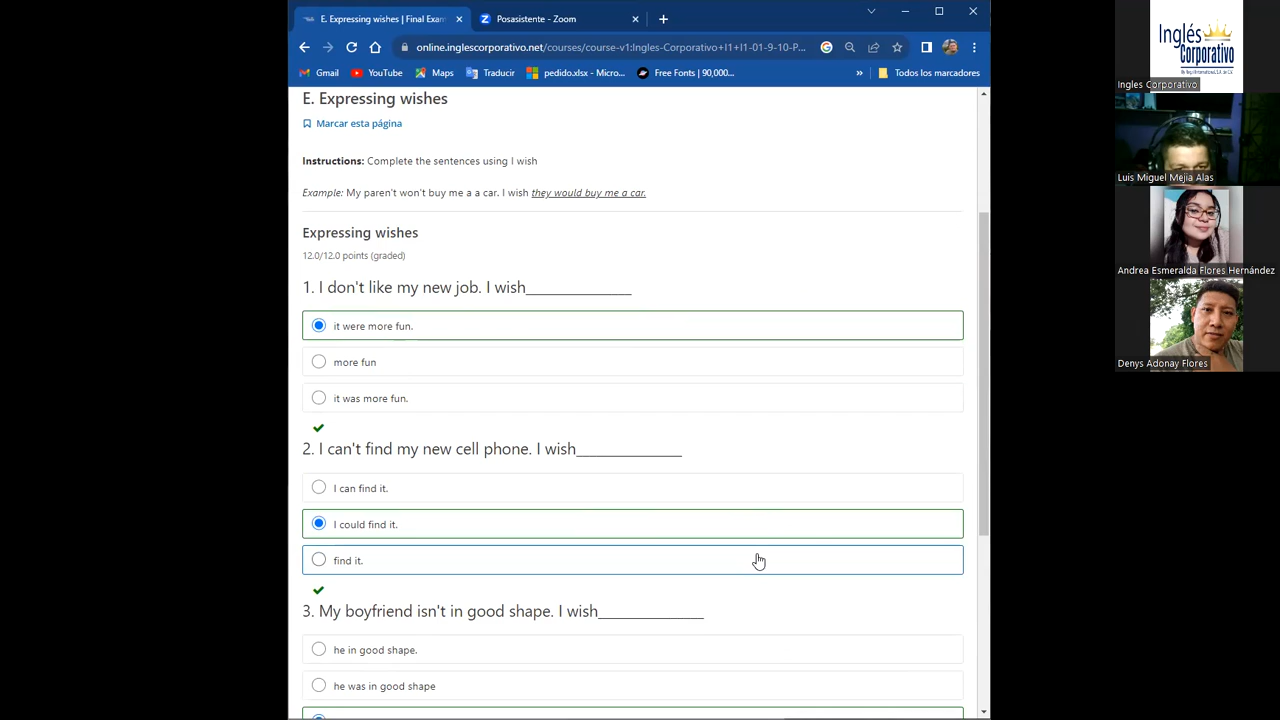 E. Expressing wishes | Final Exam
Posasistente - Zoom
online.inglescorporativo.net/courses/course-v1:Ingles-Corporativo+I1+I1-01-9-10-P...
Gmail
YouTube
Maps
Traducir
pedido.xlsx - Micro...
Free Fonts | 90,000...
»
Todos los marcadores
E. Expressing wishes
Marcar esta página
Instructions: Complete the sentences using I wish
Example: My paren't won't buy me a a car. I wish they would buy me a car.
Expressing wishes
12.0/12.0 points (graded)
1. I don't like my new job. I wish_______________
it were more fun.
more fun
it was more fun.
2. I can't find my new cell phone. I wish_______________
I can find it.
I could find it.
find it.
3. My boyfriend isn't in good shape. I wish_______________
he in good shape.
he was in good shape
Inglés
Corporativo
Ingles Corporativo
Luis Miguel Mejia Alas
Andrea Esmeralda Flores Hernández
Denys Adonay Flores